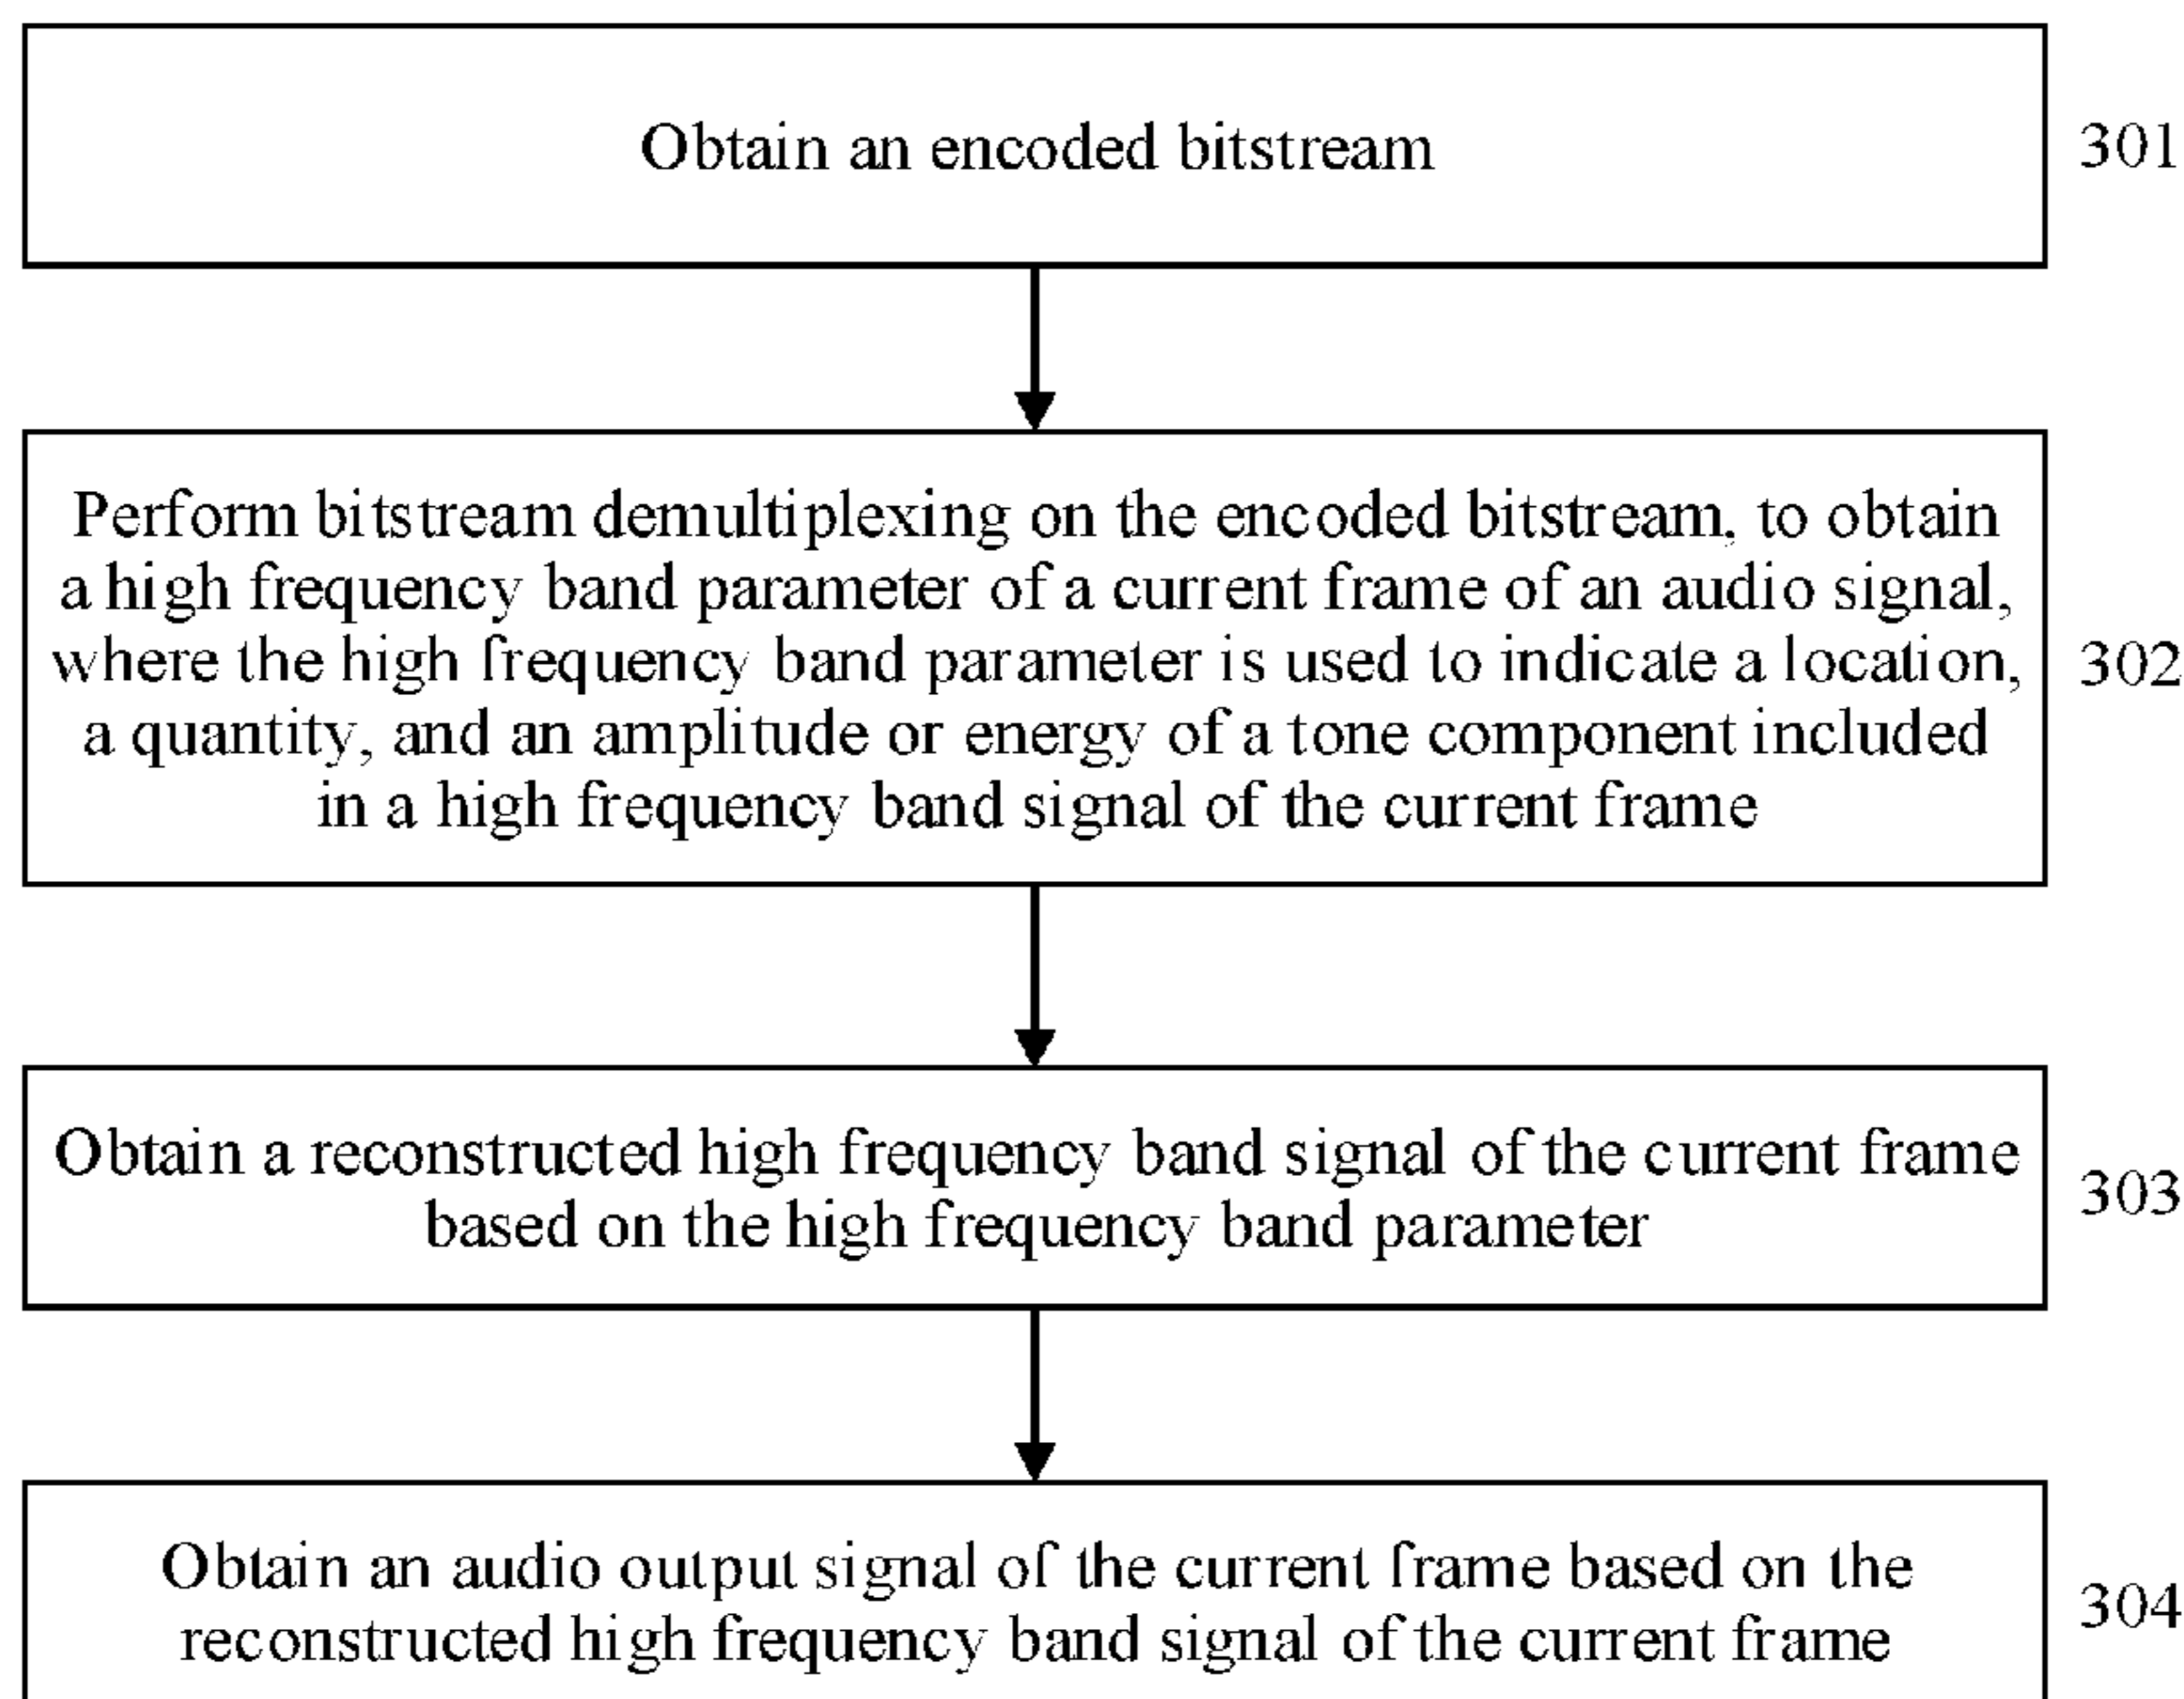 Obtain an encoded bitstream
301
Perform bitstream demultiplexing on the encoded bitstream, to obtain
a high frequency band parameter of a current frame of an audio signal,
where the high frequency band parameter is used to indicate a location,
302
a quantity, and an amplitude or energy of a tone component included
in a high frequency band signal of the current frame
Obtain a reconstructed high frequency band signal of the current frame
303
based on the high frequency band parameter
Obtain an audio output signal of the current frame based on the
304
reconstructed high frequency band signal of the current frame